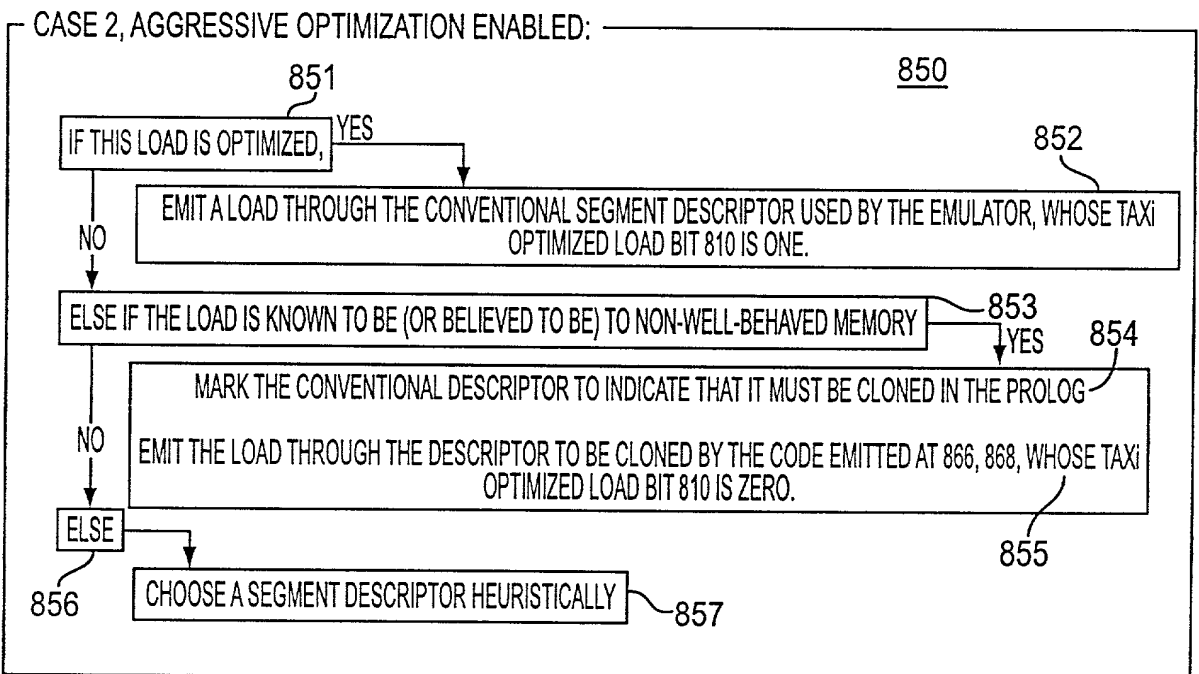 CASE 2, AGGRESSIVE OPTIMIZATION ENABLED:
850
851
IF THIS LOAD IS OPTIMIZED,
YES
852
EMIT A LOAD THROUGH THE CONVENTIONAL SEGMENT DESCRIPTOR USED BY THE EMULATOR, WHOSE TAXi
OPTIMIZED LOAD BIT 810 IS ONE.
NO
853
ELSE IF THE LOAD IS KNOWN TO BE (OR BELIEVED TO BE) TO NON-WELL-BEHAVED MEMORY
YES
854
MARK THE CONVENTIONAL DESCRIPTOR TO INDICATE THAT IT MUST BE CLONED IN THE PROLOG
NO
EMIT THE LOAD THROUGH THE DESCRIPTOR TO BE CLONED BY THE CODE EMITTED AT 866, 868, WHOSE TAXi
OPTIMIZED LOAD BIT 810 IS ZERO.
855
ELSE
856
CHOOSE A SEGMENT DESCRIPTOR HEURISTICALLY
857